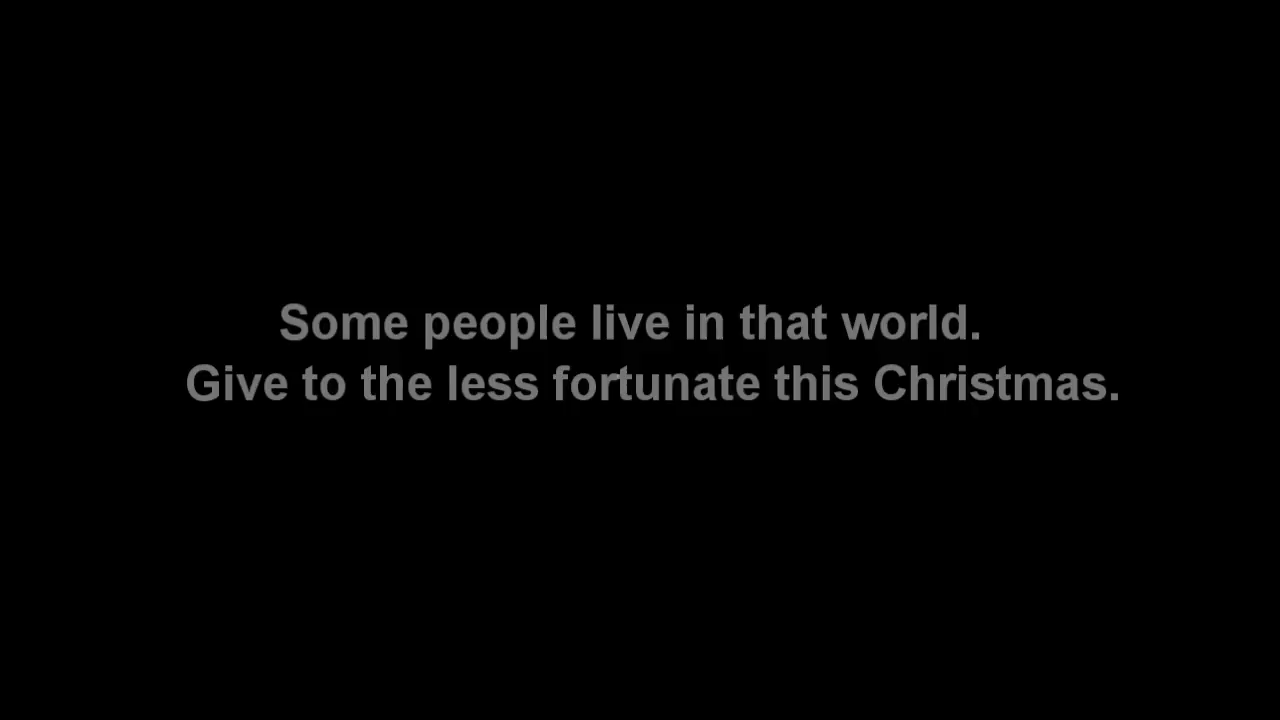 Some people live in that world.
Give to the less fortunate this Christmas.